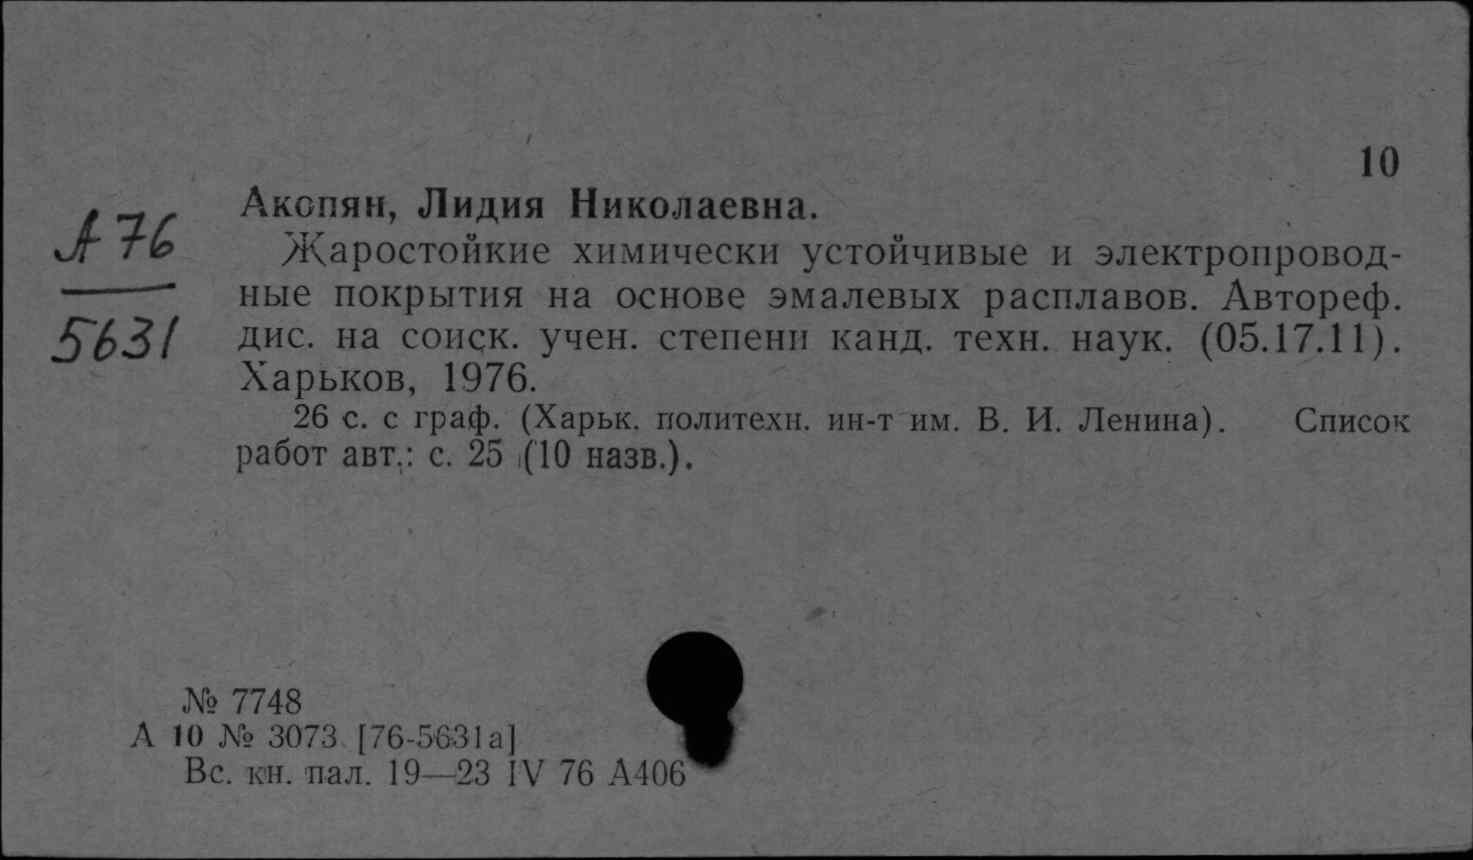 10
Акопян, Лидия Николаевна.
А 76
5631
Жаростойкие химически устойчивые и электропровод-
ные покрытия на основе эмалевых расплавов. Автореф.
дис. на соиск. учен. степени канд. техн. наук. (05.17.11).
Харьков, 1976.
26 с. с граф. (Харьк. политехн. ин-т им. В. И. Ленина). Список
работ авт.: с. 25 (10 назв.).
№ 7748
А 10 № 3073 [76-5631а]
Вс. кн. пал. 19—23 IV 76 А406